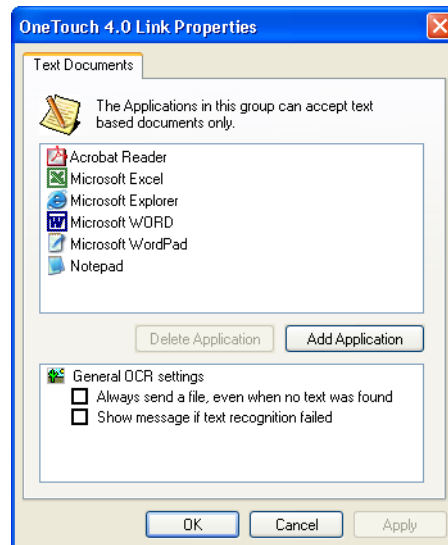 OneTouch 4.0 Link Properties
Text Documents
The Applications in this group can accept text
based documents only.
Acrobat Reader
Microsoft Excel
Microsoft Explorer
Microsoft WORD
Microsoft WordPad
Notepad
Delete Application Add Application
General OCR settings
Always send a file, even when no text was found
Show message if text recognition failed
OK Cancel Apply